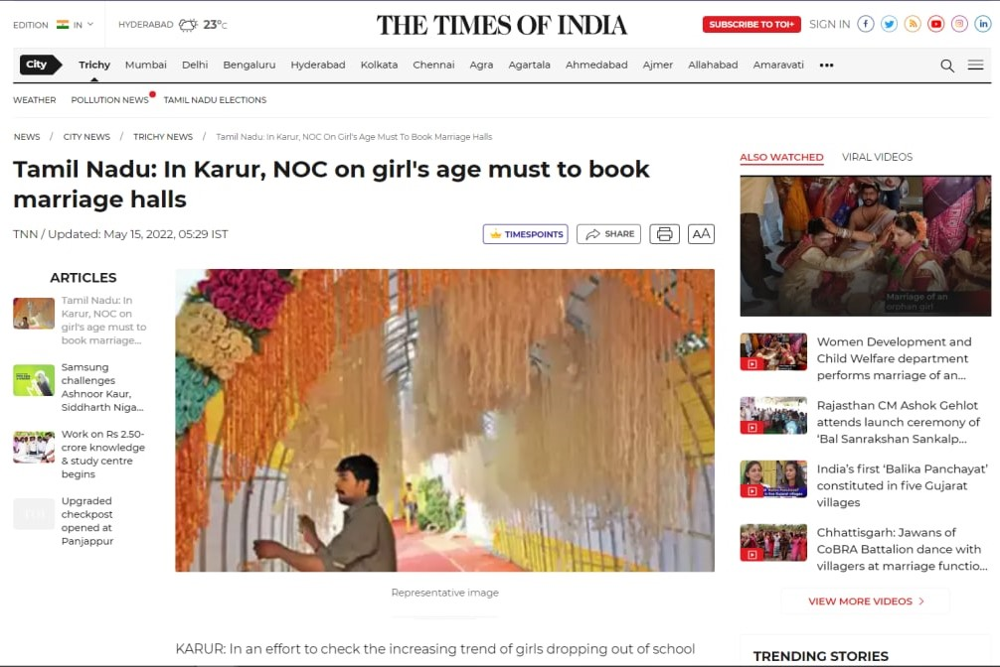 EDITION IN HYDERABAD 23°C THE TIMES OF INDIA SUBSCRIBE TO TOI+ SIGN IN
City Trichy Mumbai Delhi Bengaluru Hyderabad Kolkata Chennai Agra Agartala Ahmedabad Ajmer Allahabad Amaravati •••
WEATHER POLLUTION NEWS TAMIL NADU ELECTIONS
NEWS / CITY NEWS / TRICHY NEWS / Tamil Nadu: In Karur, NOC On Girl's Age Must To Book Marriage Halls
Tamil Nadu: In Karur, NOC on girl's age must to book
marriage halls
TNN / Updated: May 15, 2022, 05:29 IST
TIMESPOINTS SHARE AA
ARTICLES
Tamil Nadu: In
Karur, NOC on
girl's age must to
book marriage...
Samsung
challenges
Ashnoor Kaur,
Siddharth Niga...
Work on Rs 2.50-
crore knowledge
& study centre
begins
Upgraded
checkpost
opened at
Panjappur
Representative image
KARUR: In an effort to check the increasing trend of girls dropping out of school
ALSO WATCHED VIRAL VIDEOS
Marriage of an
orphan girl
Women Development and
Child Welfare department
performs marriage of an...
Rajasthan CM Ashok Gehlot
attends launch ceremony of
‘Bal Sanrakshan Sankalp...
India’s first ‘Balika Panchayat’
constituted in five Gujarat
villages
Chhattisgarh: Jawans of
CoBRA Battalion dance with
villagers at marriage functio...
VIEW MORE VIDEOS
TRENDING STORIES